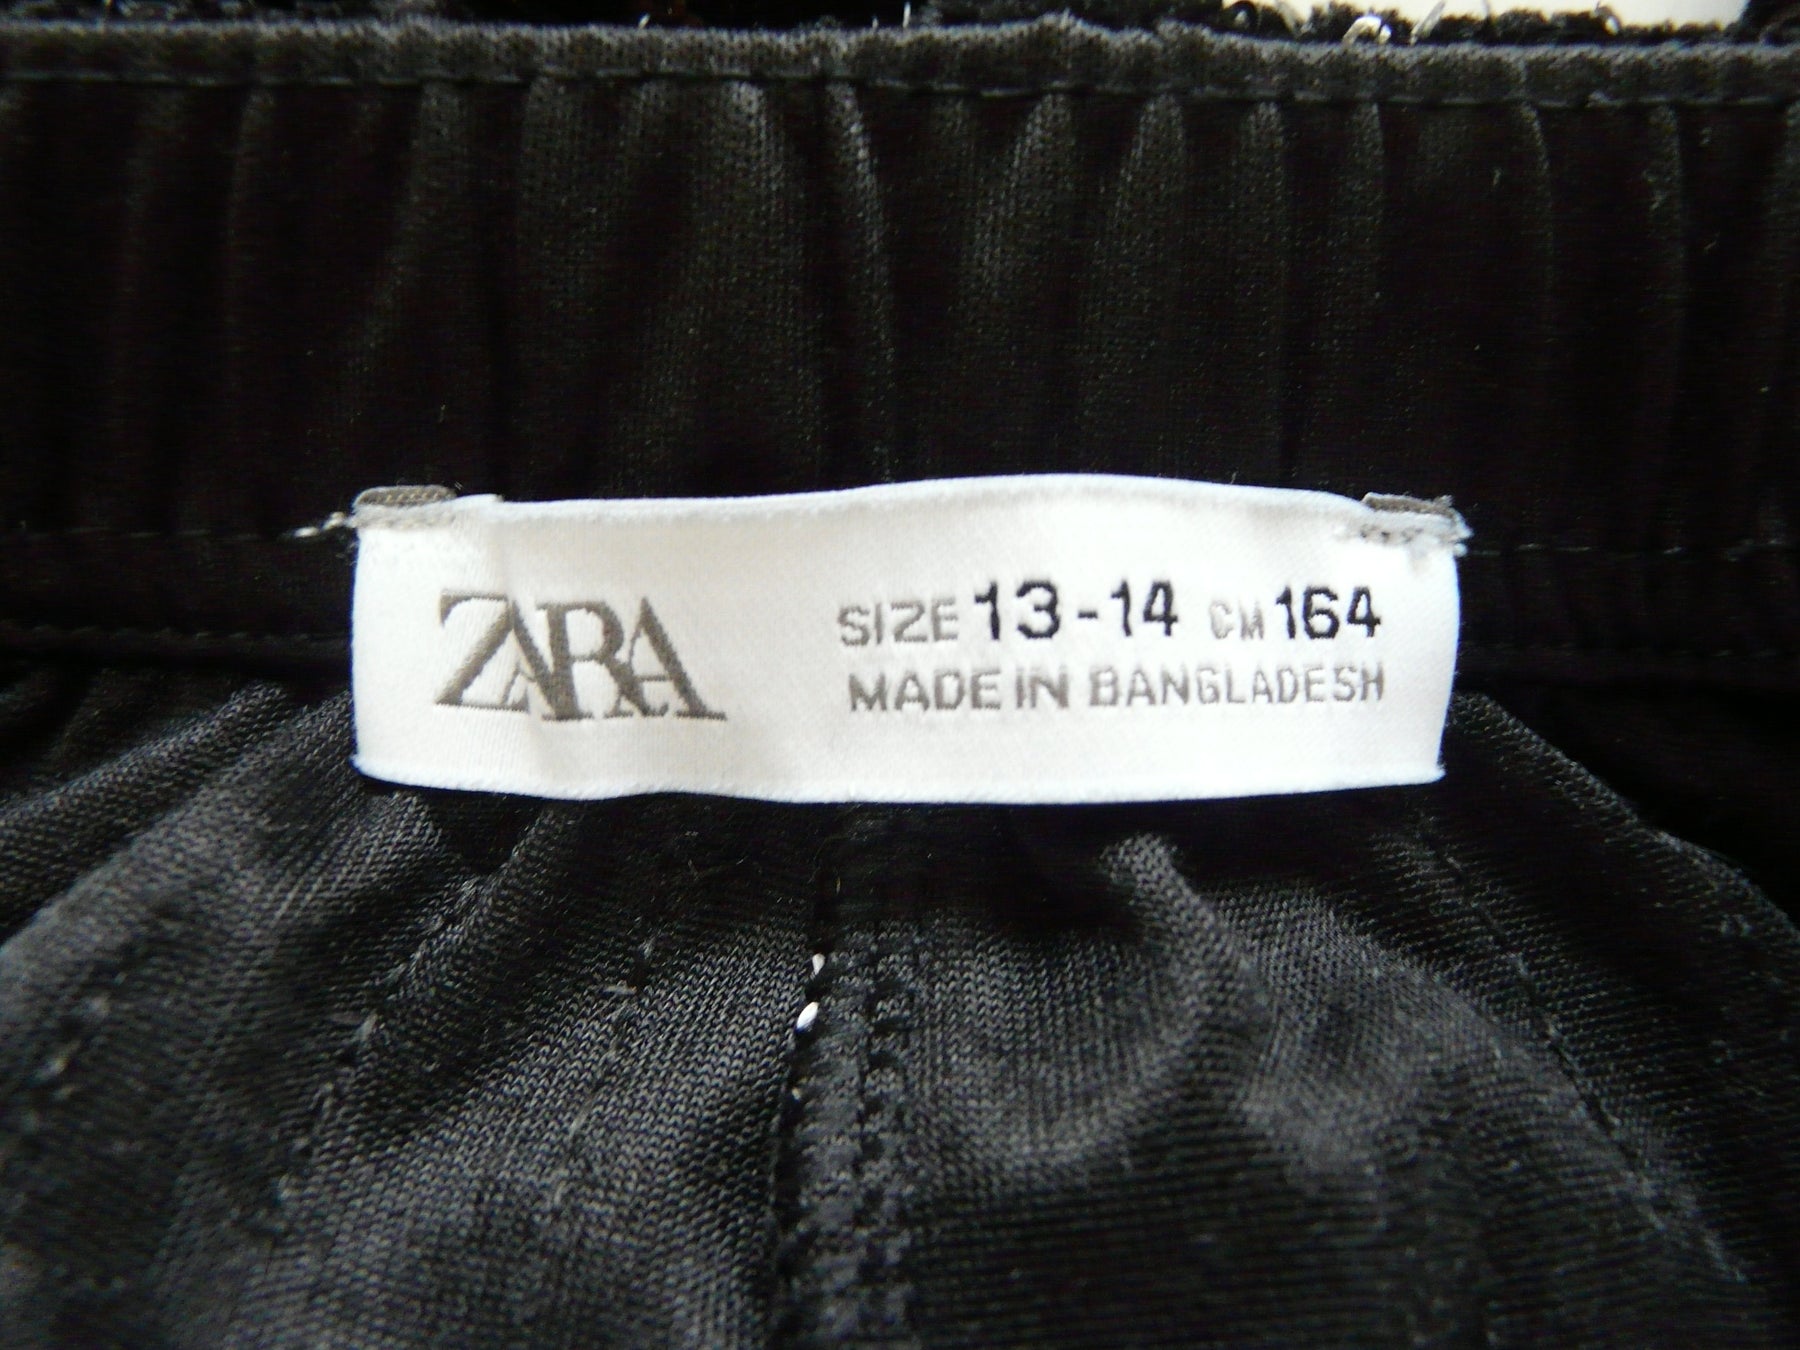 ZARA
SIZE 13-14 CM 164
MADE IN BANGLADESH